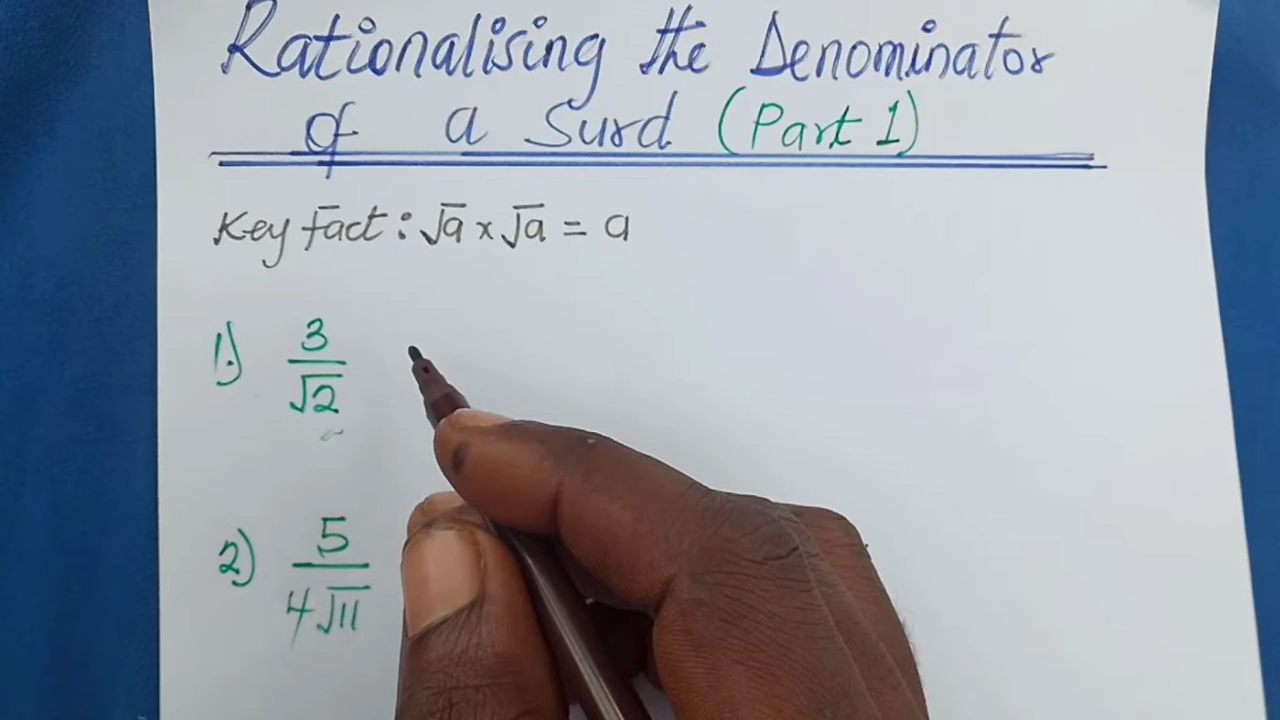 Rationalising the Denominator
of a Surd (Part 1)
Key fact: √a × √a = a
1) 3/√2
2) 5/4√11